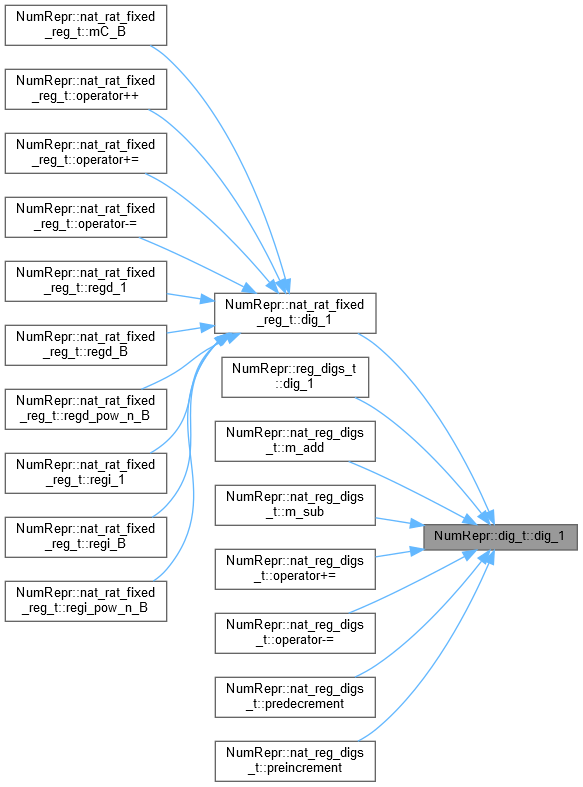 NumRepr::nat_rat_fixed
_reg_t::mC_B
NumRepr::nat_rat_fixed
_reg_t::operator++
NumRepr::nat_rat_fixed
_reg_t::operator+=
NumRepr::nat_rat_fixed
_reg_t::operator-=
NumRepr::nat_rat_fixed
_reg_t::regd_1
NumRepr::nat_rat_fixed
_reg_t::regd_B
NumRepr::nat_rat_fixed
_reg_t::regd_pow_n_B
NumRepr::nat_rat_fixed
_reg_t::regi_1
NumRepr::nat_rat_fixed
_reg_t::regi_B
NumRepr::nat_rat_fixed
_reg_t::regi_pow_n_B
NumRepr::nat_rat_fixed
_reg_t::dig_1
NumRepr::reg_digs_t
::dig_1
NumRepr::nat_reg_digs
_t::m_add
NumRepr::nat_reg_digs
_t::m_sub
NumRepr::nat_reg_digs
_t::operator+=
NumRepr::nat_reg_digs
_t::operator-=
NumRepr::nat_reg_digs
_t::predecrement
NumRepr::nat_reg_digs
_t::preincrement
NumRepr::dig_t::dig_1